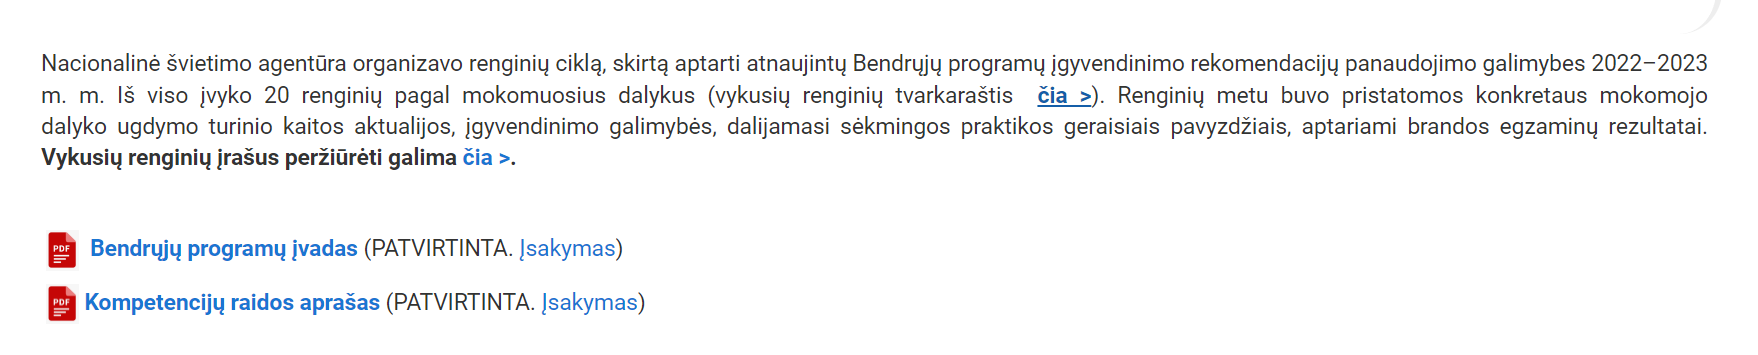 Nacionalinė švietimo agentūra organizavo renginių ciklą, skirtą aptarti atnaujintų Bendrųjų programų įgyvendinimo rekomendacijų panaudojimo galimybes 2022–2023
m. m. Iš viso įvyko 20 renginių pagal mokomuosius dalykus (vykusių renginių tvarkaraštis čia >). Renginių metu buvo pristatomos konkretaus mokomojo
dalyko ugdymo turinio kaitos aktualijos, įgyvendinimo galimybės, dalijamasi sėkmingos praktikos geraisiais pavyzdžiais, aptariami brandos egzaminų rezultatai.
Vykusių renginių įrašus peržiūrėti galima čia >.
PDF Bendrųjų programų įvadas (PATVIRTINTA. Įsakymas)
PDF Kompetencijų raidos aprašas (PATVIRTINTA. Įsakymas)